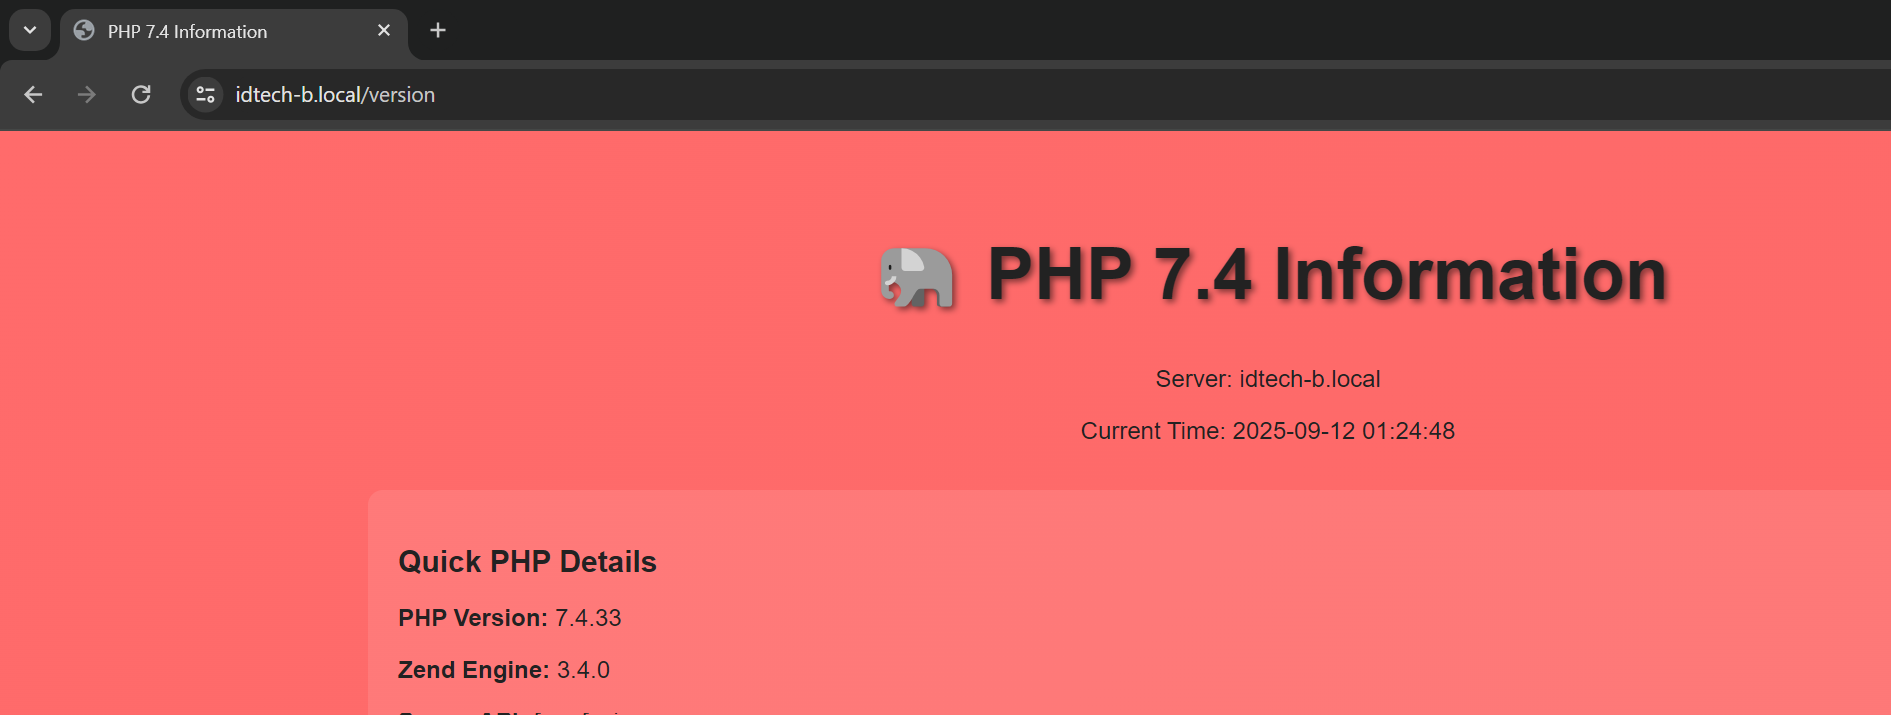 PHP 7.4 Information
idtech-b.local/version
PHP 7.4 Information
Server: idtech-b.local
Current Time: 2025-09-12 01:24:48
Quick PHP Details
PHP Version: 7.4.33
Zend Engine: 3.4.0